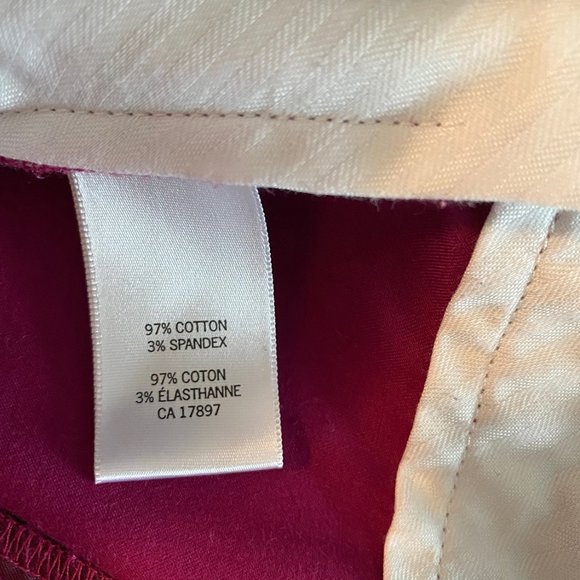 97% COTTON
3% SPANDEX
97% COTON
3% ÉLASTHANNE
CA 17897